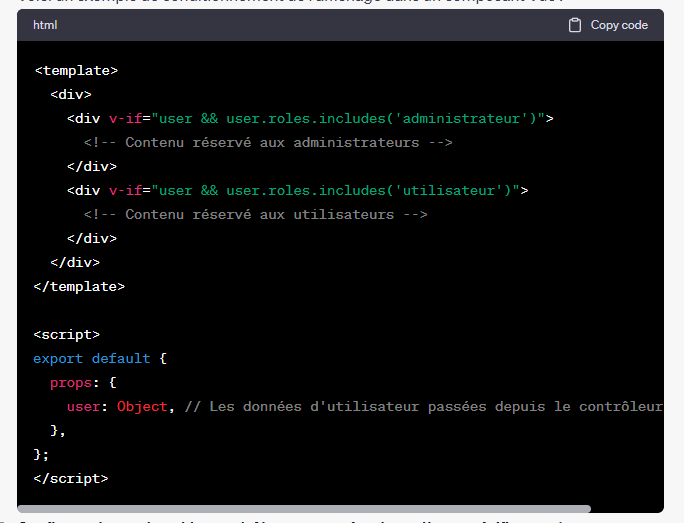 html
Copy code
<template>
  <div>
    <div v-if="user && user.roles.includes('administrateur')">
      <!-- Contenu réservé aux administrateurs -->
    </div>
    <div v-if="user && user.roles.includes('utilisateur')">
      <!-- Contenu réservé aux utilisateurs -->
    </div>
  </div>
</template>

<script>
export default {
  props: {
    user: Object, // Les données d'utilisateur passées depuis le contrôleur
  },
};
</script>